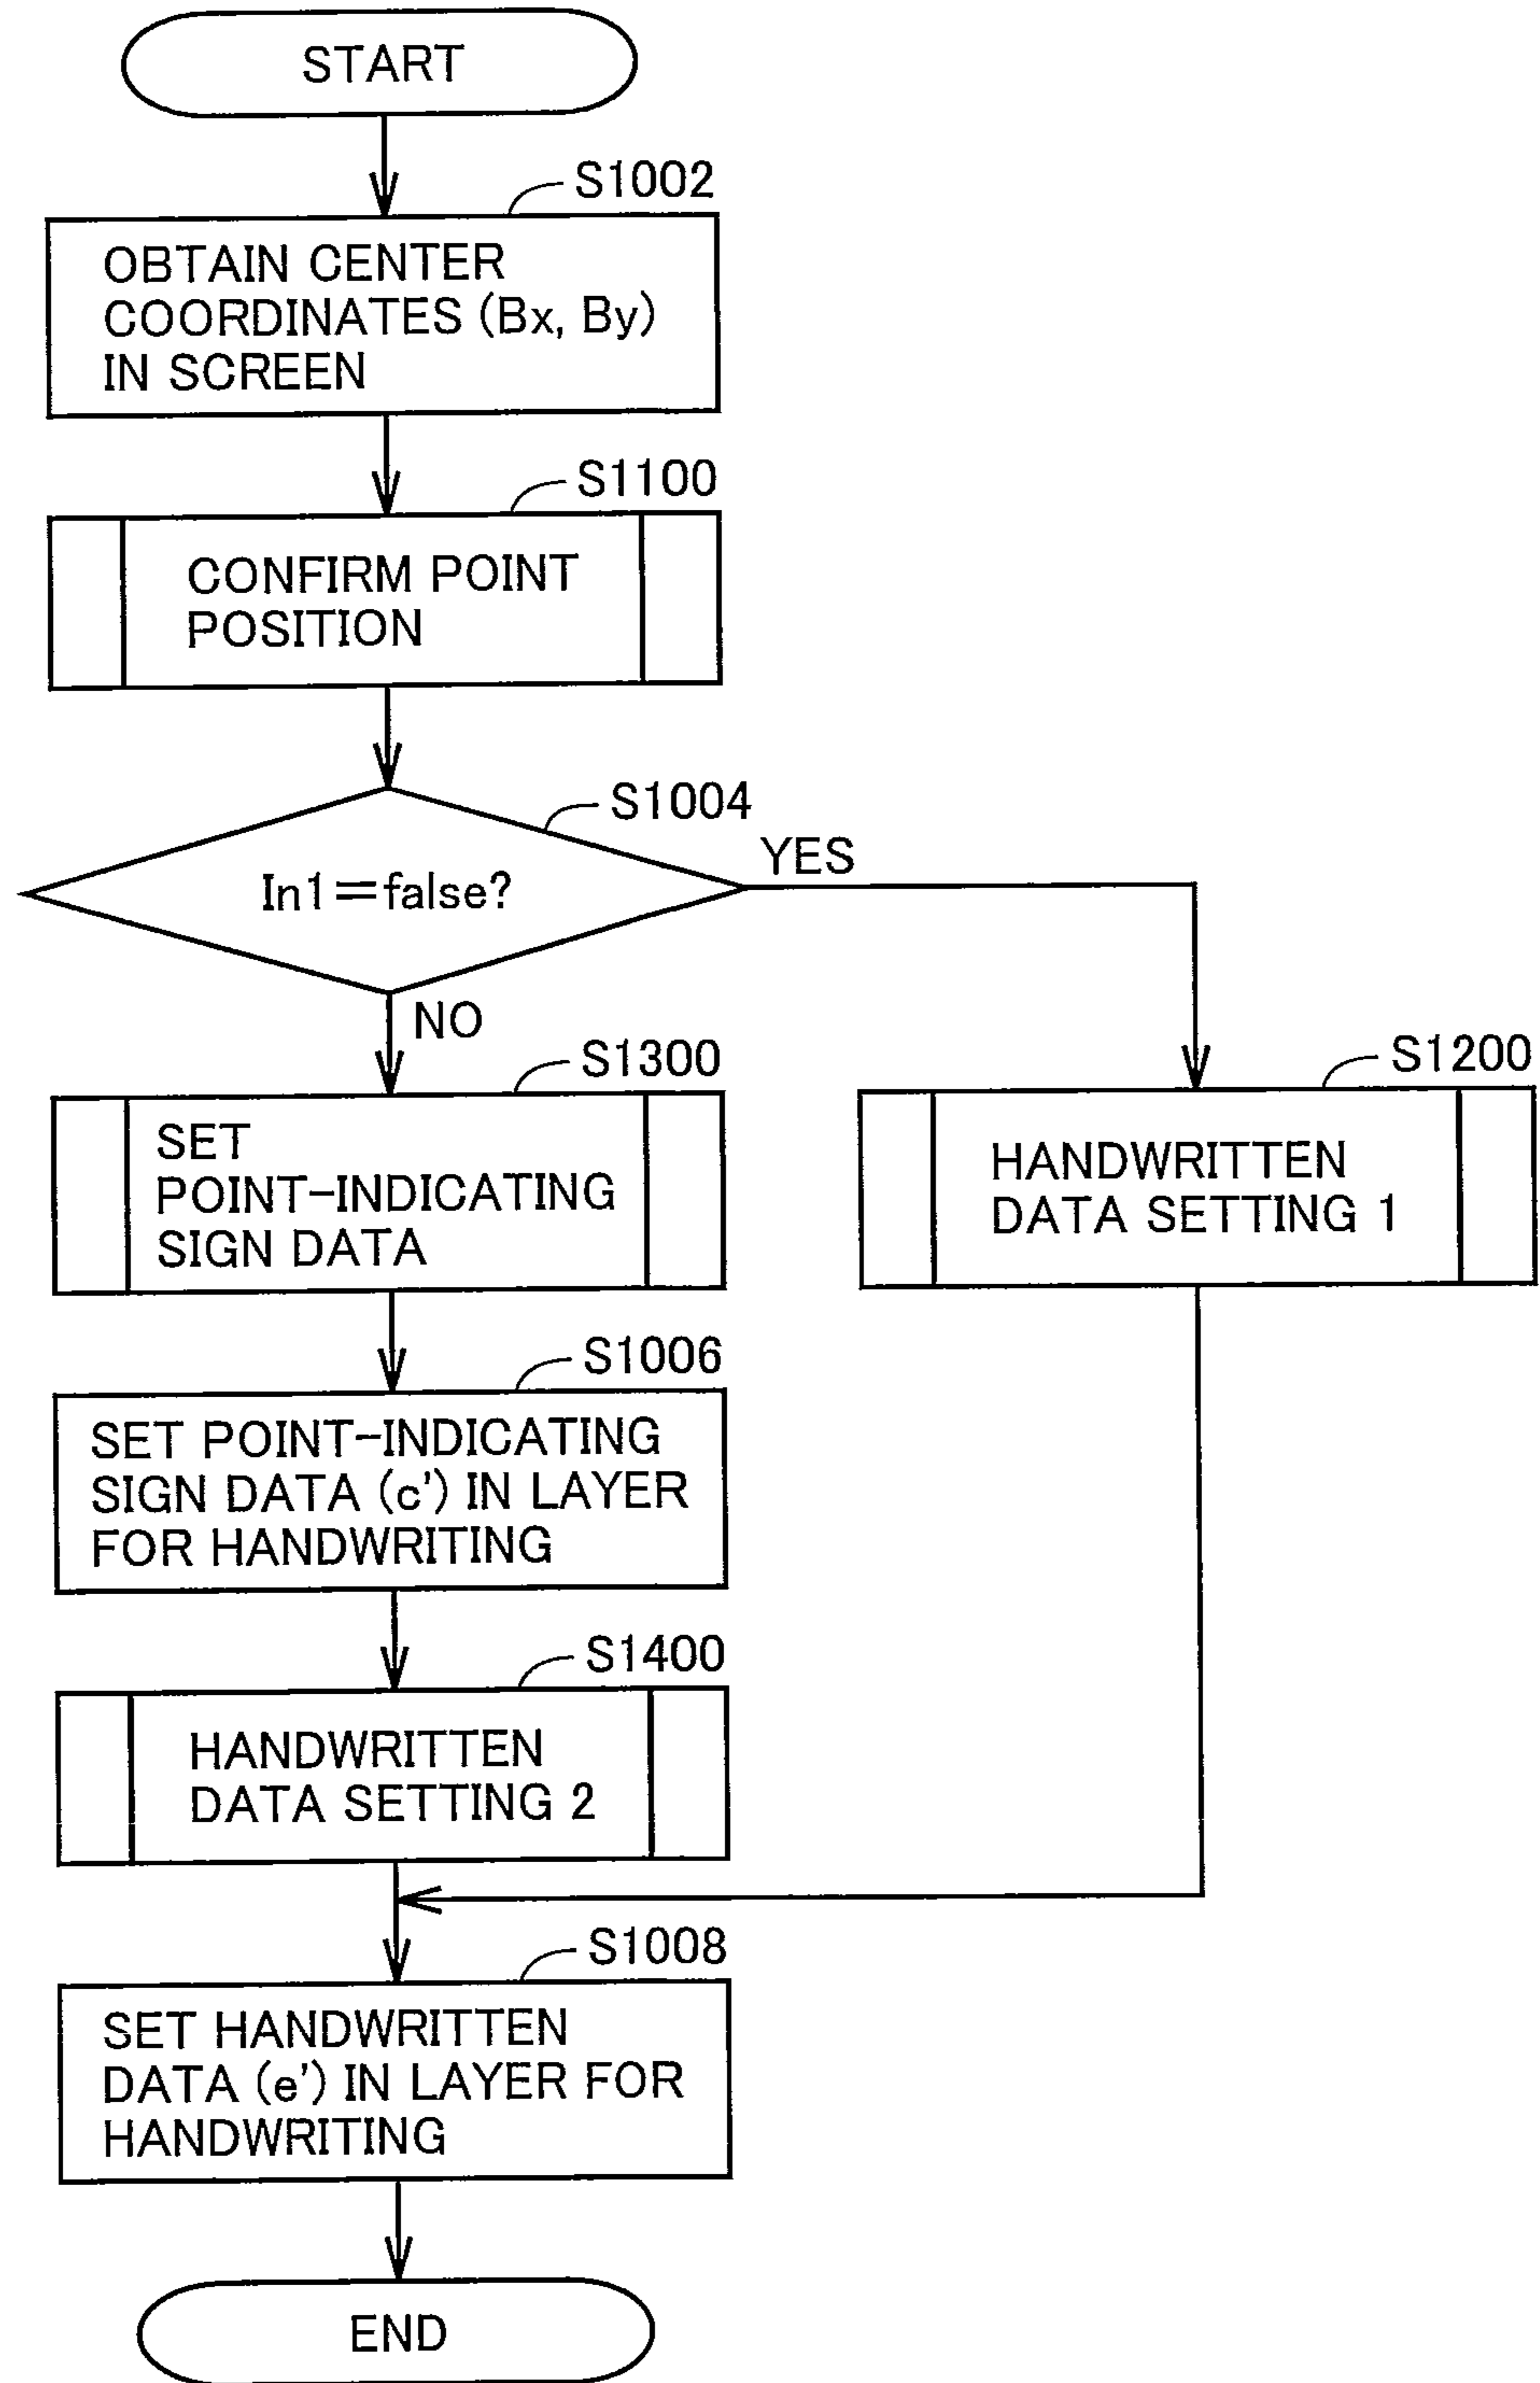 START
S1002
OBTAIN CENTER
COORDINATES (Bx, By)
IN SCREEN
S1100
CONFIRM POINT
POSITION
S1004
In1=false?
YES
NO
S1300
SET
POINT-INDICATING
SIGN DATA
S1200
HANDWRITTEN
DATA SETTING 1
S1006
SET POINT-INDICATING
SIGN DATA (c') IN LAYER
FOR HANDWRITING
S1400
HANDWRITTEN
DATA SETTING 2
S1008
SET HANDWRITTEN
DATA (e') IN LAYER FOR
HANDWRITING
END